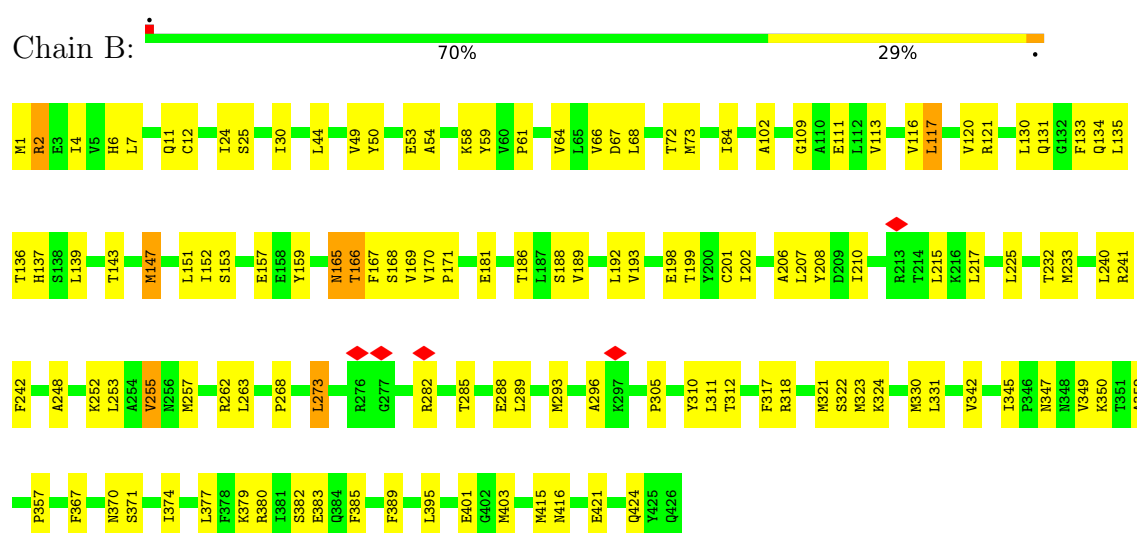 Chain B:
70% 29%
M1 R2 E3 I4 V5 H6 L7 Q11 C12 I24 S25 I30 L44 V49 Y50 E53 A54 K58 Y59 V60 P61 V64 L65 V66 D67 L68 T72 M73 I84 A102 G109 A110 E111 L112 V113 V116 L117 V120 R121 L130 Q131 G132 F133 Q134 L135
T136 H137 S138 L139 T143 M147 L151 I152 S153 E157 E158 Y159 N165 T166 F167 S168 V169 V170 P171 E181 T186 L187 S188 V189 L192 V193 E198 T199 Y200 C201 I202 A206 L207 Y208 D209 I210 R213 T214 L215 K216 L217 L225 T232 M233 L240 R241
F242 A248 K252 L253 A254 V255 N256 M257 R262 L263 P268 L273 R276 G277 R282 T285 E288 L289 M293 A296 K297 P305 Y310 L311 T312 F317 R318 M321 S322 M323 K324 M330 L331 V342 I345 P346 N347 N348 V349 K350 T351
P357 F367 N370 S371 I374 L377 F378 K379 R380 I381 S382 E383 Q384 F385 F389 L395 E401 G402 M403 M415 N416 E421 Q424 Y425 Q426